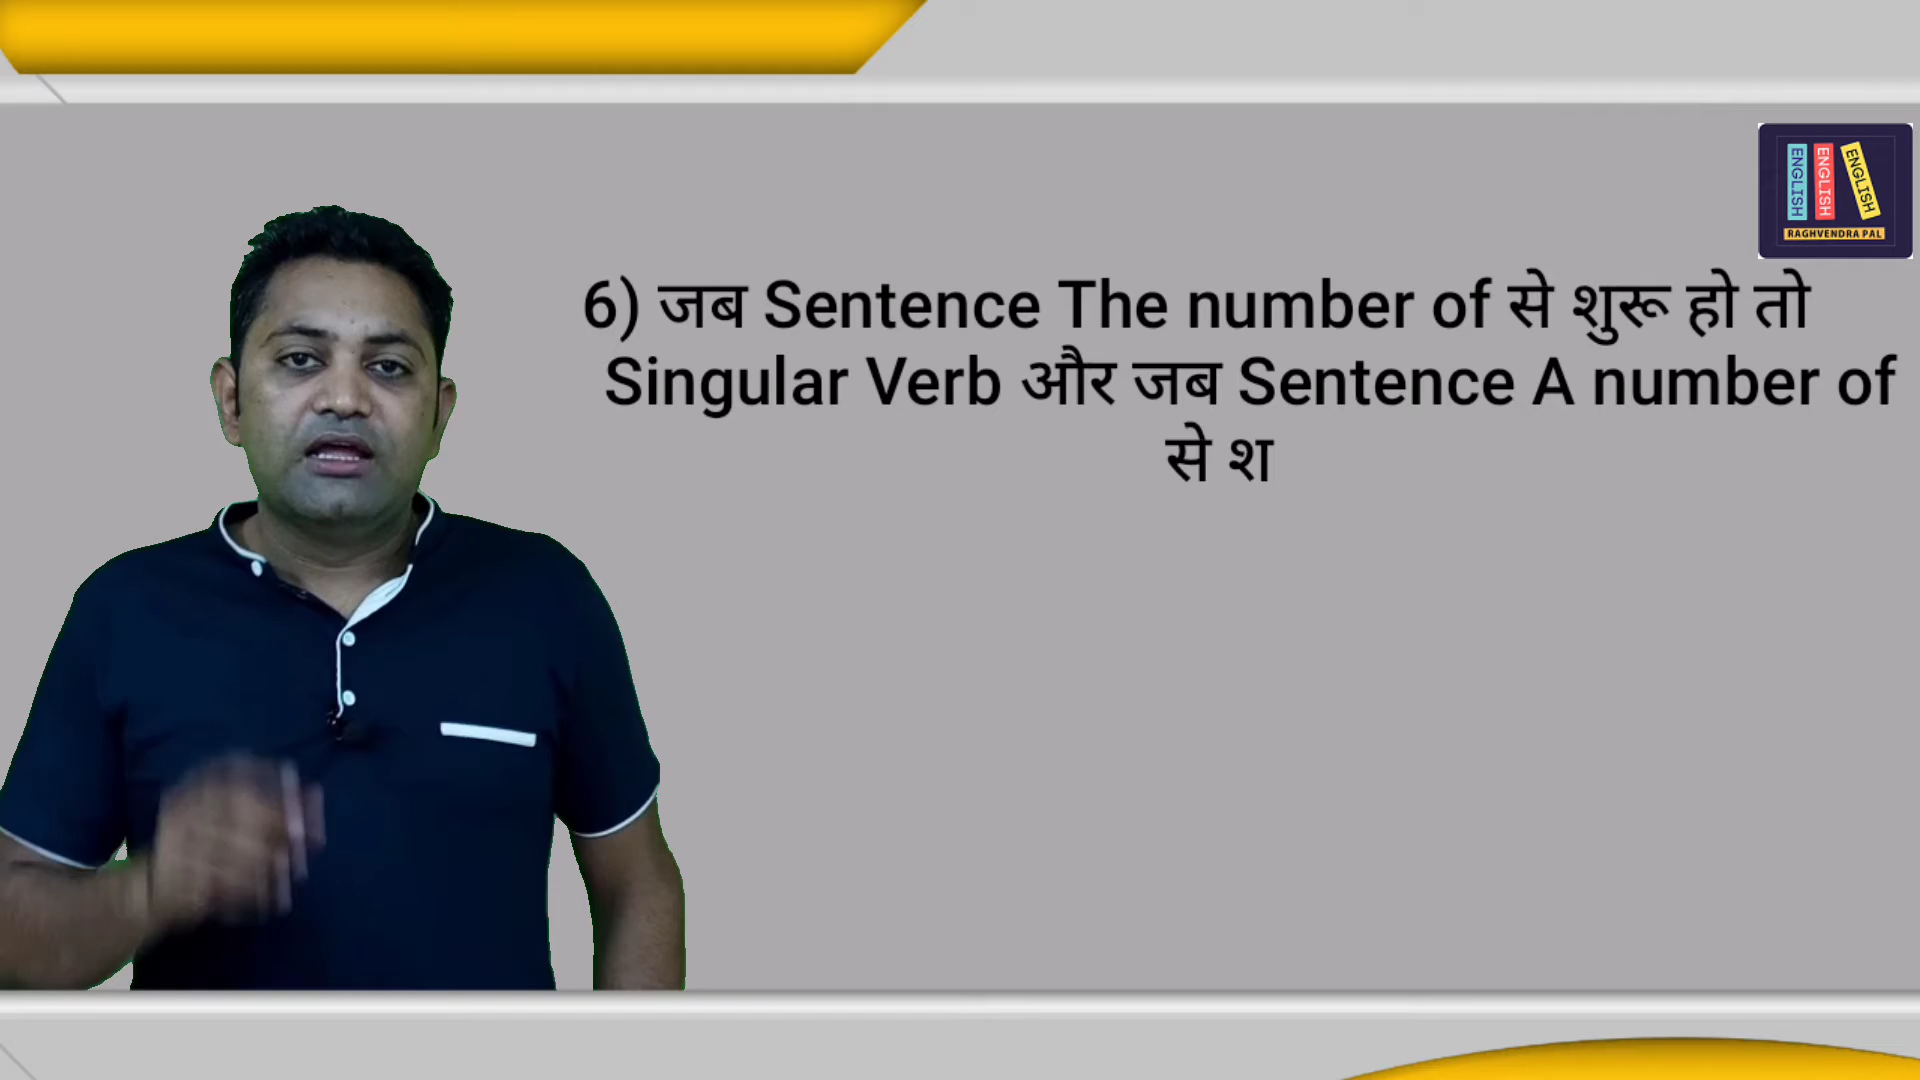 ENGLISH
ENGLISH
ENGLISH
RAGHVENDRA PAL
6) जब Sentence The number of से शुरू हो तो
Singular Verb और जब Sentence A number of
से श